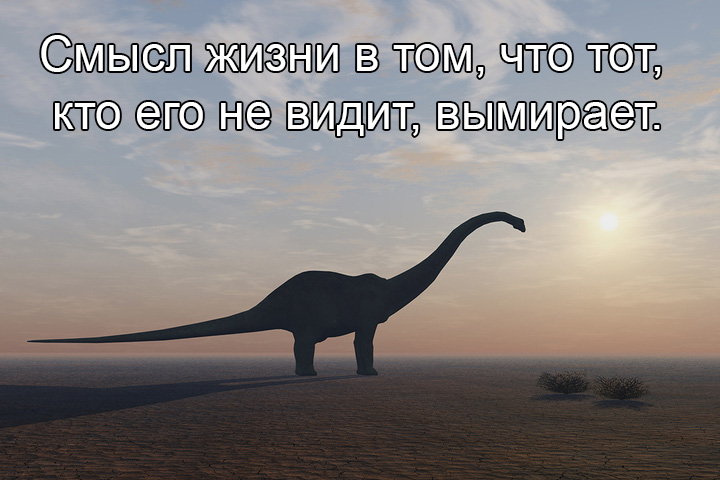 Смысл жизни в том, что тот,
кто его не видит, вымирает.